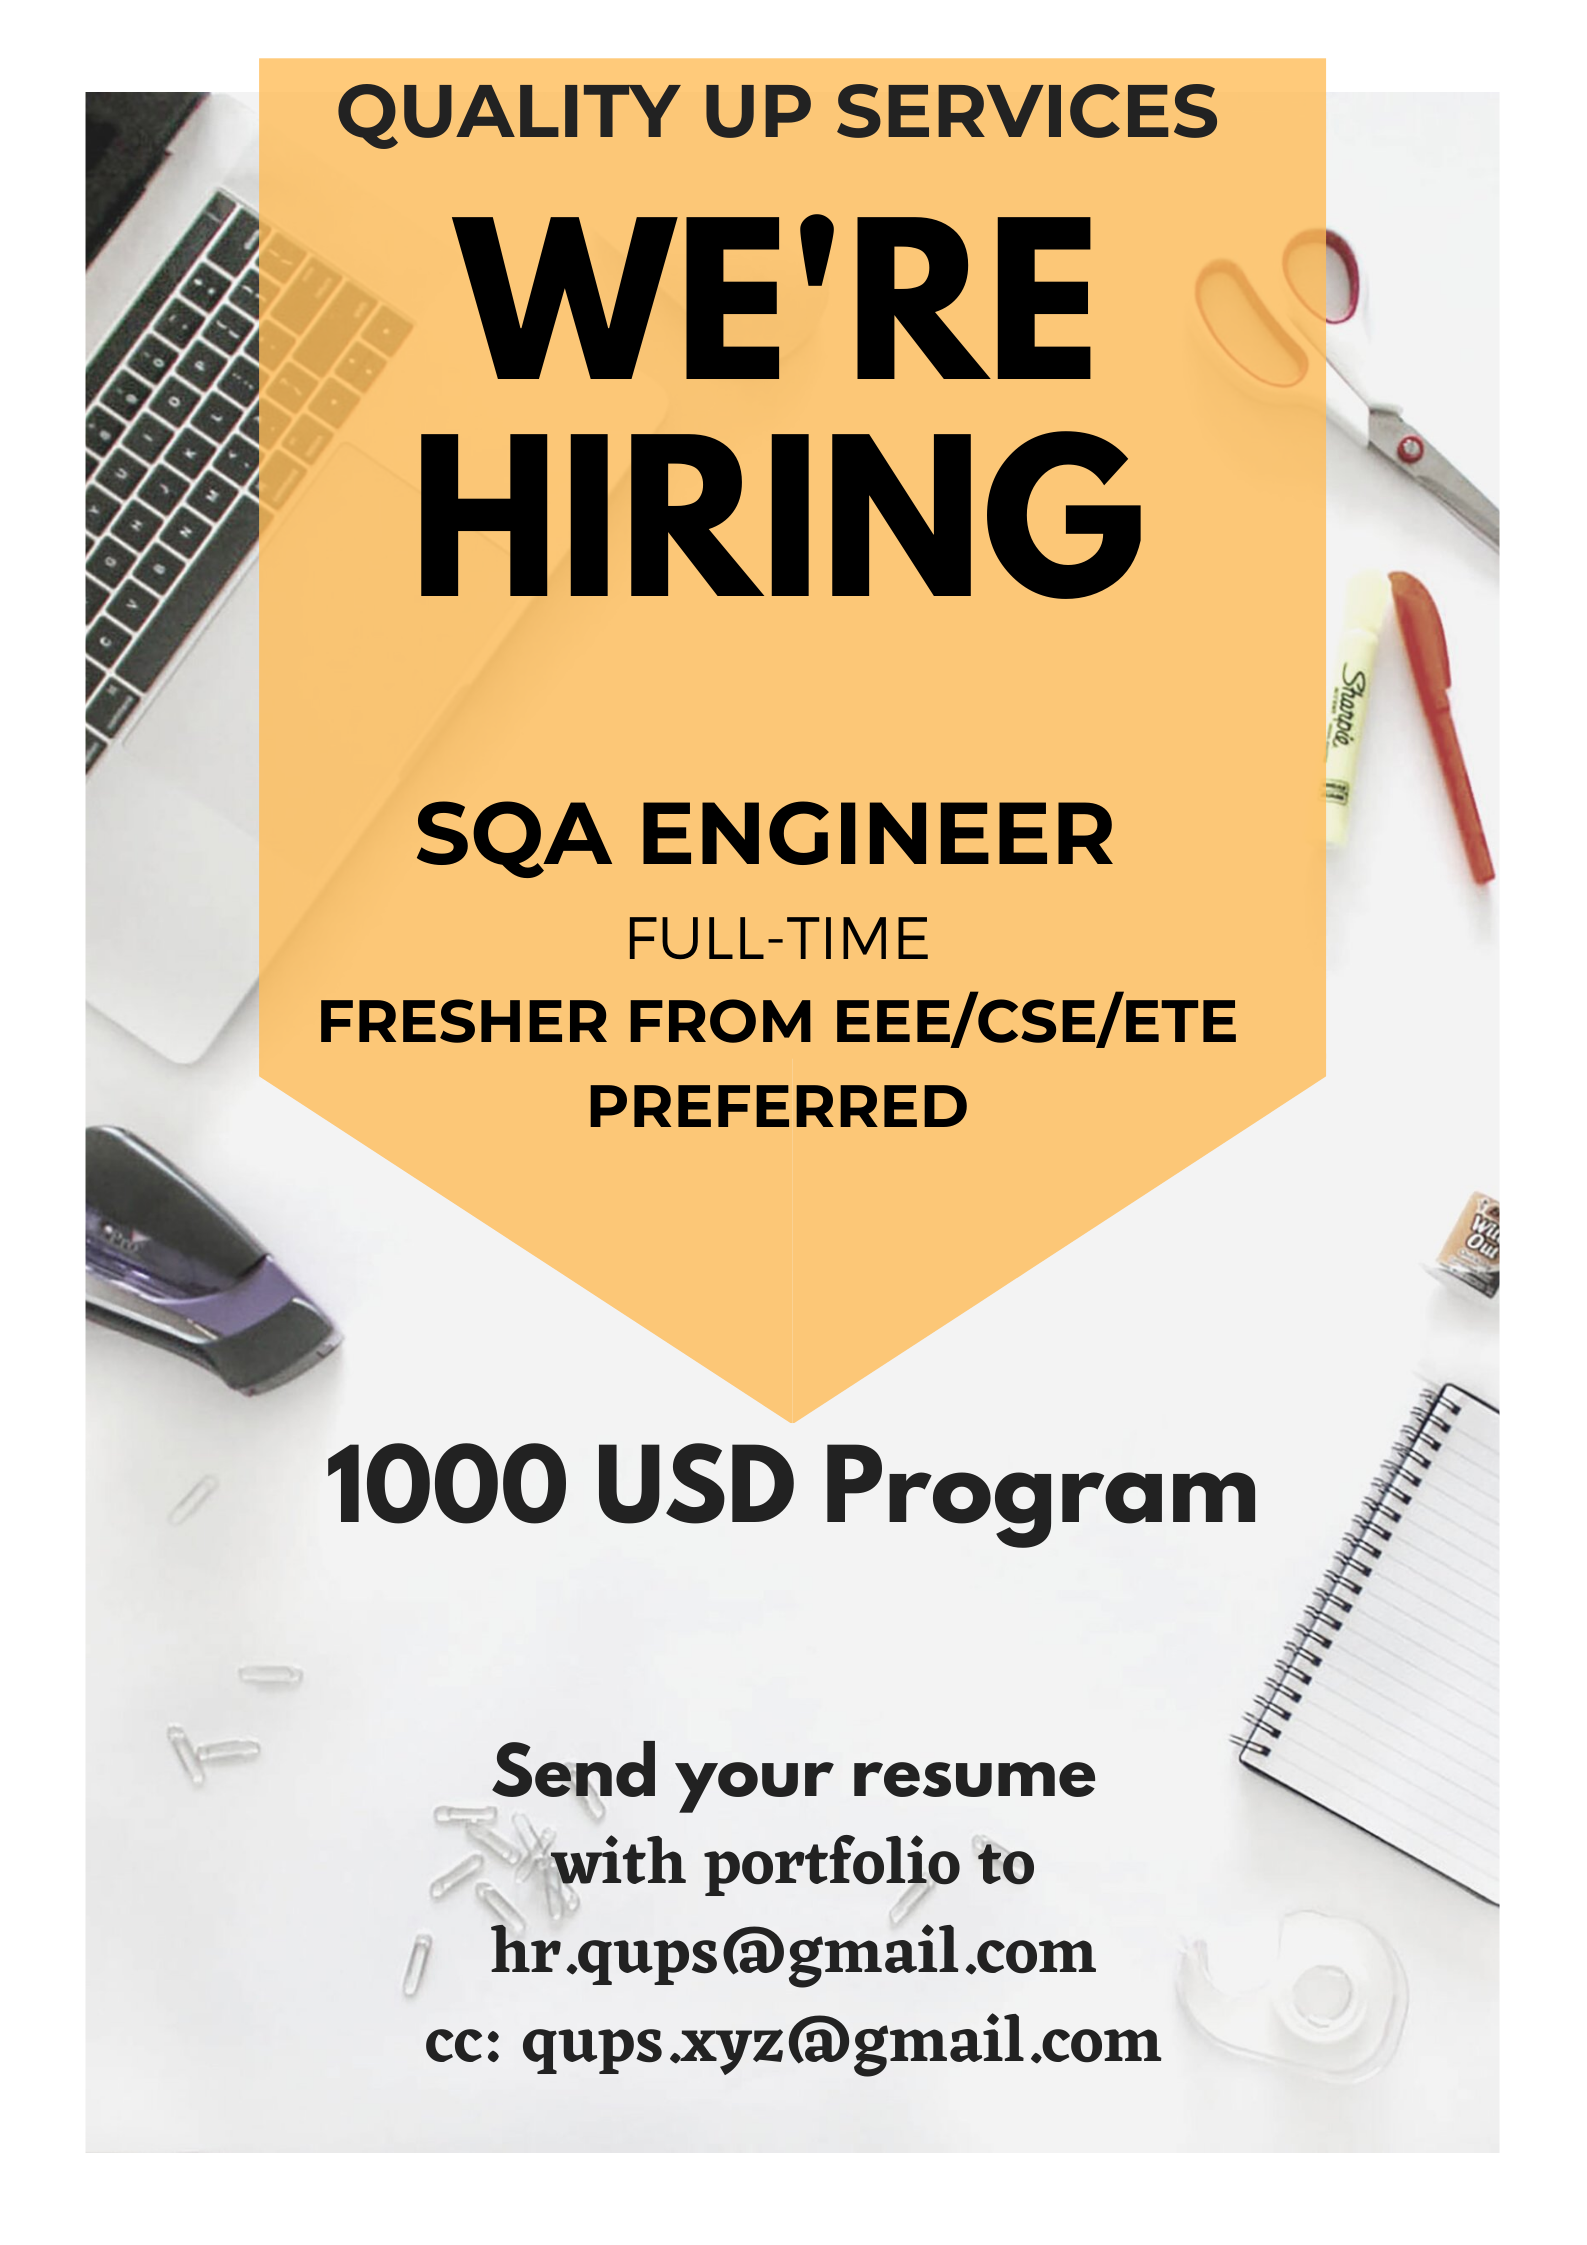 QUALITY UP SERVICES
WE'RE
HIRING
SQA ENGINEER
FULL-TIME
FRESHER FROM EEE/CSE/ETE
PREFERRED
Sharpie
1000 USD Program
Send your resume
with portfolio to
hr.qups@gmail.com
cc: qups.xyz@gmail.com